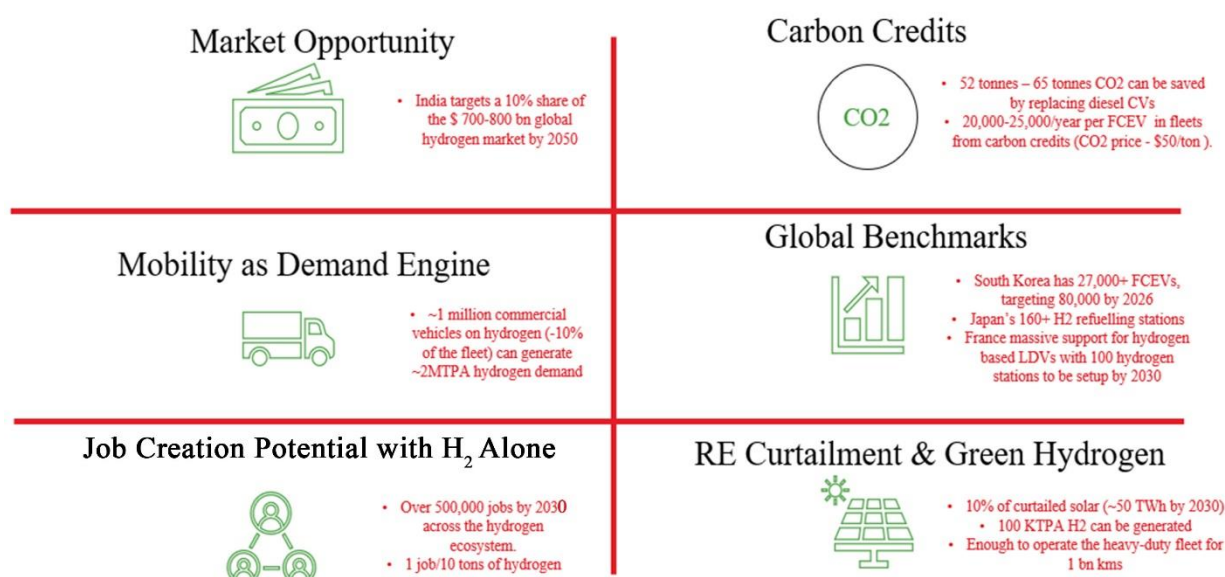 Market Opportunity
• India targets a 10% share of
the $ 700-800 bn global
hydrogen market by 2050
Carbon Credits
CO2
• 52 tonnes – 65 tonnes CO2 can be saved
by replacing diesel CVs
• 20,000-25,000/year per FCEV in fleets
from carbon credits (CO2 price - $50/ton ).
Mobility as Demand Engine
• ~1 million commercial
vehicles on hydrogen (-10%
of the fleet) can generate
~2MTPA hydrogen demand
Global Benchmarks
• South Korea has 27,000+ FCEVs,
targeting 80,000 by 2026
• Japan's 160+ H2 refuelling stations
• France massive support for hydrogen
based LDVs with 100 hydrogen
stations to be setup by 2030
Job Creation Potential with H₂ Alone
• Over 500,000 jobs by 2030
across the hydrogen
ecosystem.
• 1 job/10 tons of hydrogen
RE Curtailment & Green Hydrogen
• 10% of curtailed solar (~50 TWh by 2030)
• 100 KTPA H2 can be generated
• Enough to operate the heavy-duty fleet for
1 bn kms